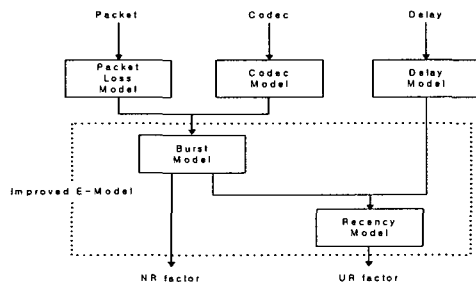 Packet Codec Delay
Packet
Loss
Model
Codec
Model
Delay
Model
Burst
Model
Improved E-Model
Recency
Model
NR factor UR factor